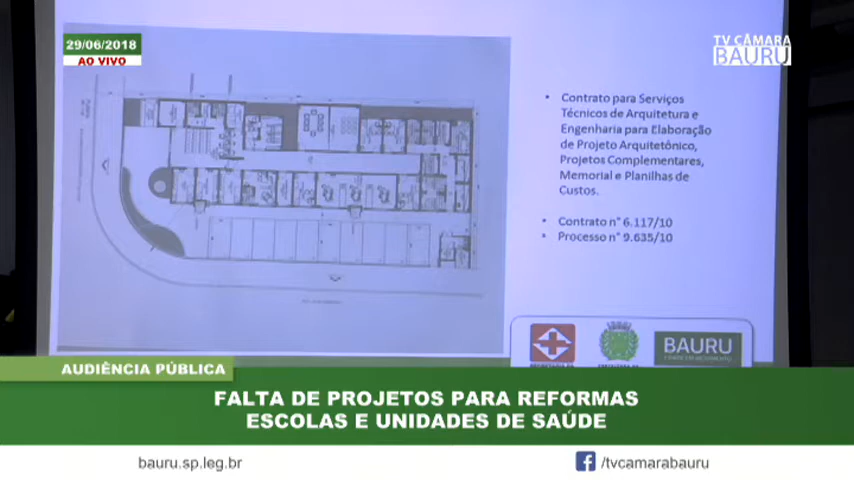 29/06/2018
AO VIVO
TV CÂMARA
BAURU
• Contrato para Serviços
Técnicos de Arquitetura e
Engenharia para Elaboração
de Projeto Arquitetônico,
Projetos Complementares,
Memorial e Planilhas de
Custos.
• Contrato n° 6.117/10
• Processo n° 9.635/10
BAURU
AUDIÊNCIA PÚBLICA
FALTA DE PROJETOS PARA REFORMAS
ESCOLAS E UNIDADES DE SAÚDE
bauru.sp.leg.br
/tvcamarabauru